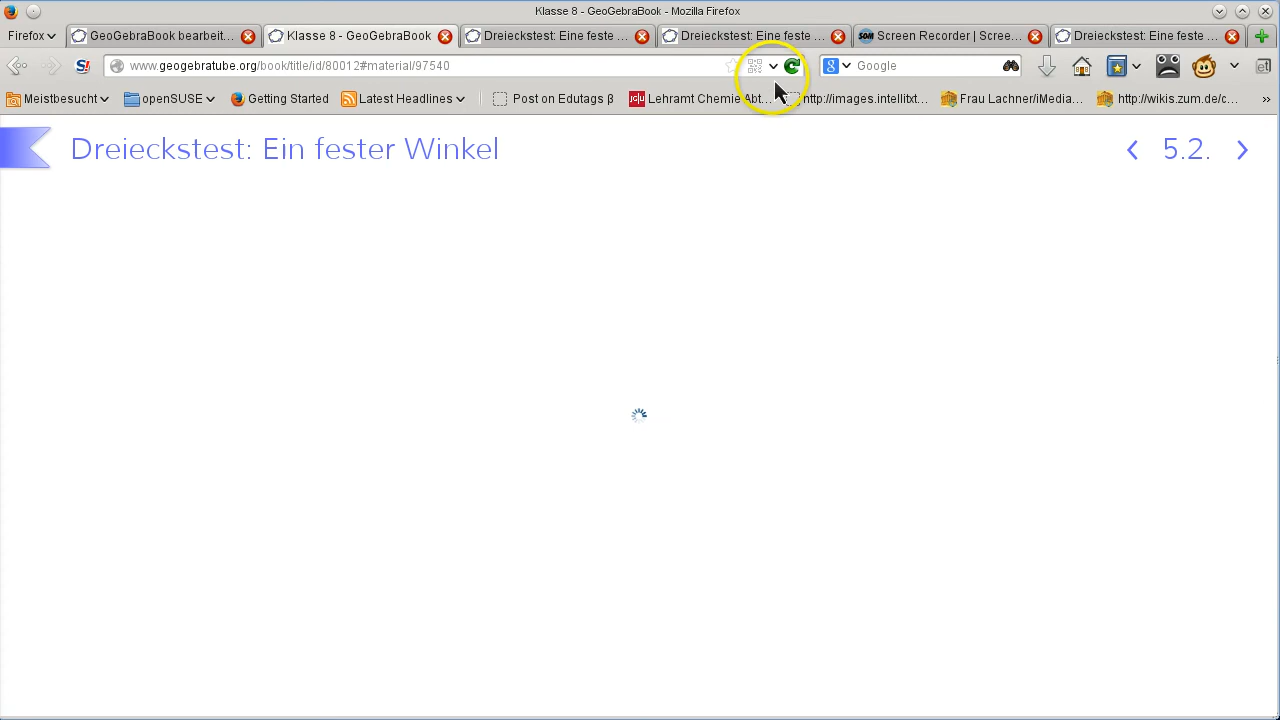 Klasse 8 - GeoGebraBook - Mozilla Firefox
Firefox GeoGebraBook bearbeit... Klasse 8 - GeoGebraBook Dreieckstest: Eine feste ... Dreieckstest: Eine feste ... SOM Screen Recorder | Scree... Dreieckstest: Eine feste ...
S! www.geogebratube.org/book/title/id/80012#material/97540 8 Google
Meistbesucht openSUSE Getting Started Latest Headlines Post on Edutags β Lehramt Chemie Abt... http://images.intellitxt... Frau Lachner/iMedia... http://wikis.zum.de/c... »
Dreieckstest: Ein fester Winkel 5.2.